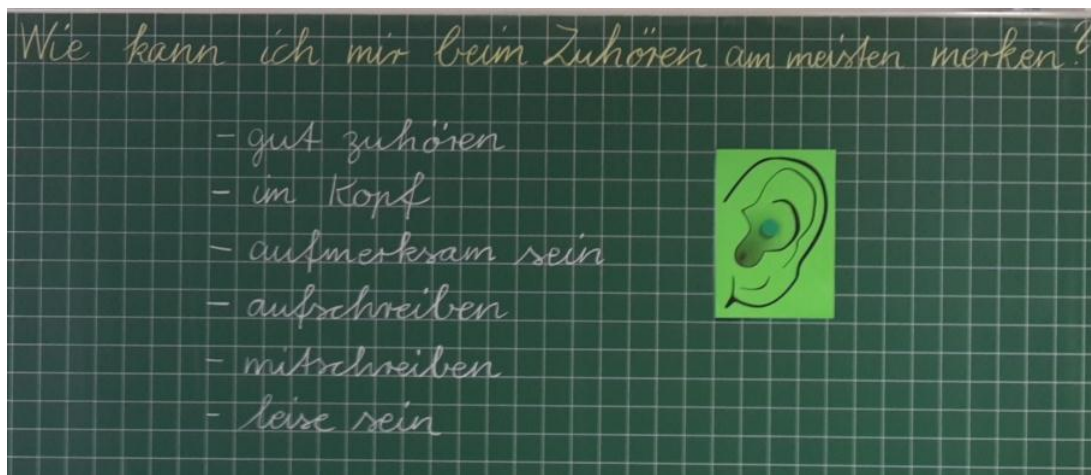 Wie kann ich mir beim Zuhören am meisten merken?
- gut zuhören
- im Kopf
- aufmerksam sein
- aufschreiben
- mitschreiben
- leise sein